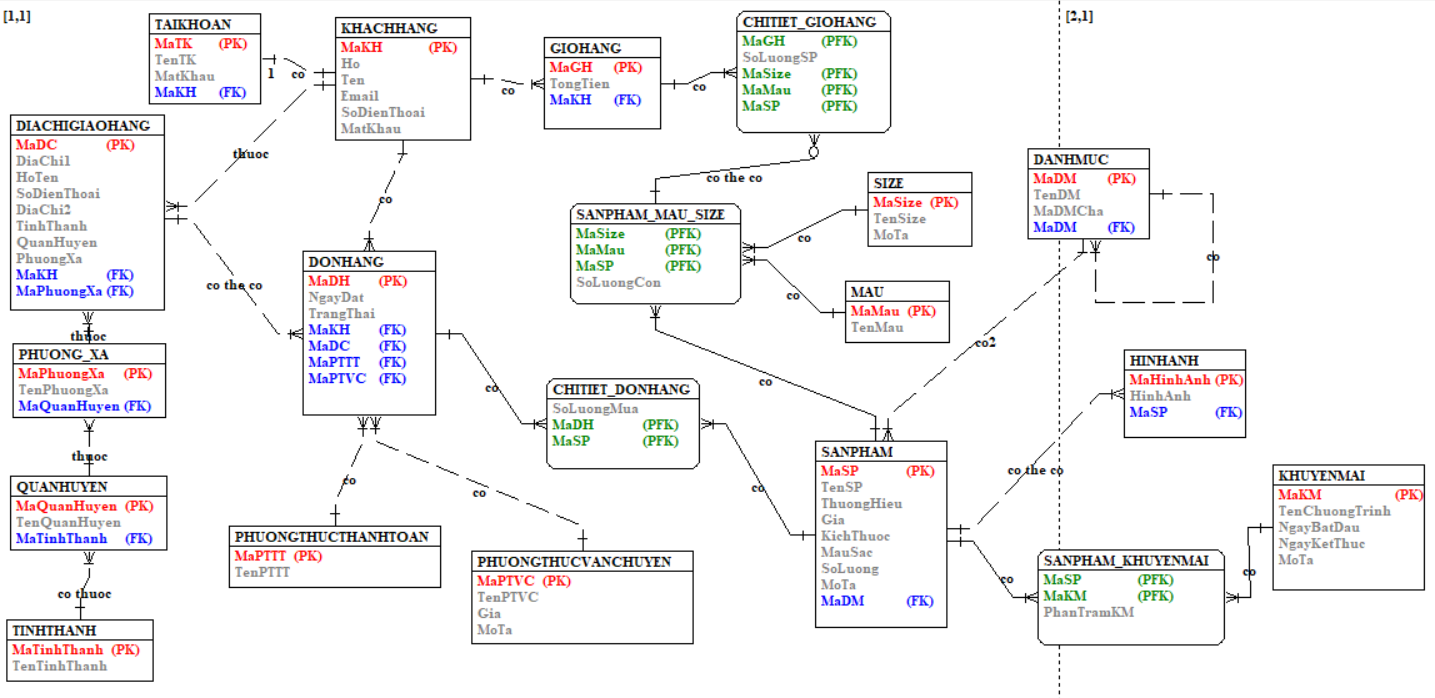 [1,1]
[2,1]
TAIKHOAN
MaTK (PK)
TenTK
MatKhau
MaKH (FK)
1
co
KHACHHANG
MaKH (PK)
Ho
Ten
Email
SoDienThoai
MatKhau
co
GIOHANG
MaGH (PK)
TongTien
MaKH (FK)
co
CHITIET_GIOHANG
MaGH (PFK)
SoLuongSP
MaSize (PFK)
MaMau (PFK)
MaSP (PFK)
DIACHIGIAOHANG
MaDC (PK)
DiaChi1
HoTen
SoDienThoai
DiaChi2
TinhThanh
QuanHuyen
PhuongXa
MaKH (FK)
MaPhuongXa (FK)
thuoc
co
co the co
co the co
SANPHAM_MAU_SIZE
MaSize (PFK)
MaMau (PFK)
MaSP (PFK)
SoLuongCon
SIZE
MaSize (PK)
TenSize
MoTa
co
MAU
MaMau (PK)
TenMau
co
DANHMUC
MaDM (PK)
TenDM
MaDMCha
MaDM (FK)
co
co2
DONHANG
MaDH (PK)
NgayDat
TrangThai
MaKH (FK)
MaDC (FK)
MaPTTT (FK)
MaPTVC (FK)
thuoc
PHUONG_XA
MaPhuongXa (PK)
TenPhuongXa
MaQuanHuyen (FK)
thuoc
QUANHUYEN
MaQuanHuyen (PK)
TenQuanHuyen
MaTinhThanh (FK)
co thuoc
TINHTHANH
MaTinhThanh (PK)
TenTinhThanh
co
CHITIET_DONHANG
SoLuongMua
MaDH (PFK)
MaSP (PFK)
co
co
co
co
PHUONGTHUCTHANHTOAN
MaPTTT (PK)
TenPTTT
PHUONGTHUCVANCHUYEN
MaPTVC (PK)
TenPTVC
Gia
MoTa
SANPHAM
MaSP (PK)
TenSP
ThuongHieu
Gia
KichThuoc
MauSac
SoLuong
MoTa
MaDM (FK)
HINHANH
MaHinhAnh (PK)
HinhAnh
MaSP (FK)
co the co
co
SANPHAM_KHUYENMAI
MaSP (PFK)
MaKM (PFK)
PhanTramKM
co
KHUYENMAI
MaKM (PK)
TenChuongTrinh
NgayBatDau
NgayKetThuc
MoTa